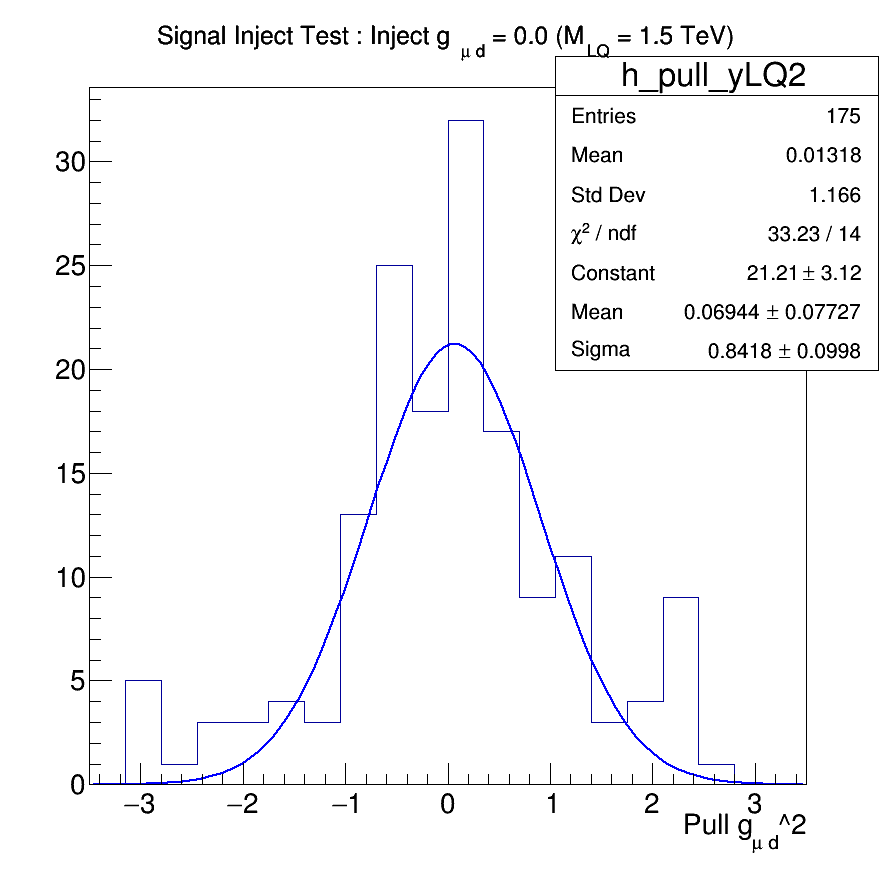 Signal Inject Test : Inject g μ d = 0.0 (M LQ = 1.5 TeV)
h_pull_yLQ2
Entries 175
Mean 0.01318
Std Dev 1.166
χ² / ndf 33.23 / 14
Constant 21.21 ± 3.12
Mean 0.06944 ± 0.07727
Sigma 0.8418 ± 0.0998
30
25
20
15
10
5
0
−3 −2 −1 0 1 2 3
Pull g μ d ^2